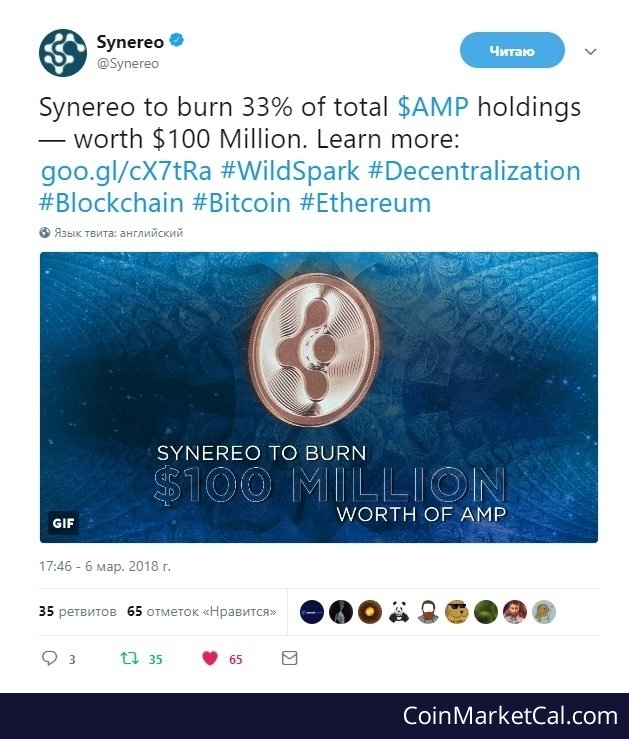 Synereo
@Synereo
Читаю
Synereo to burn 33% of total $AMP holdings
— worth $100 Million. Learn more:
goo.gl/cX7tRa #WildSpark #Decentralization
#Blockchain #Bitcoin #Ethereum
Язык твита: английский
SYNEREO TO BURN
$100 MILLION
WORTH OF AMP
GIF
17:46 - 6 мар. 2018 г.
35 ретвитов 65 отметок «Нравится»
3 35 65
CoinMarketCal.com